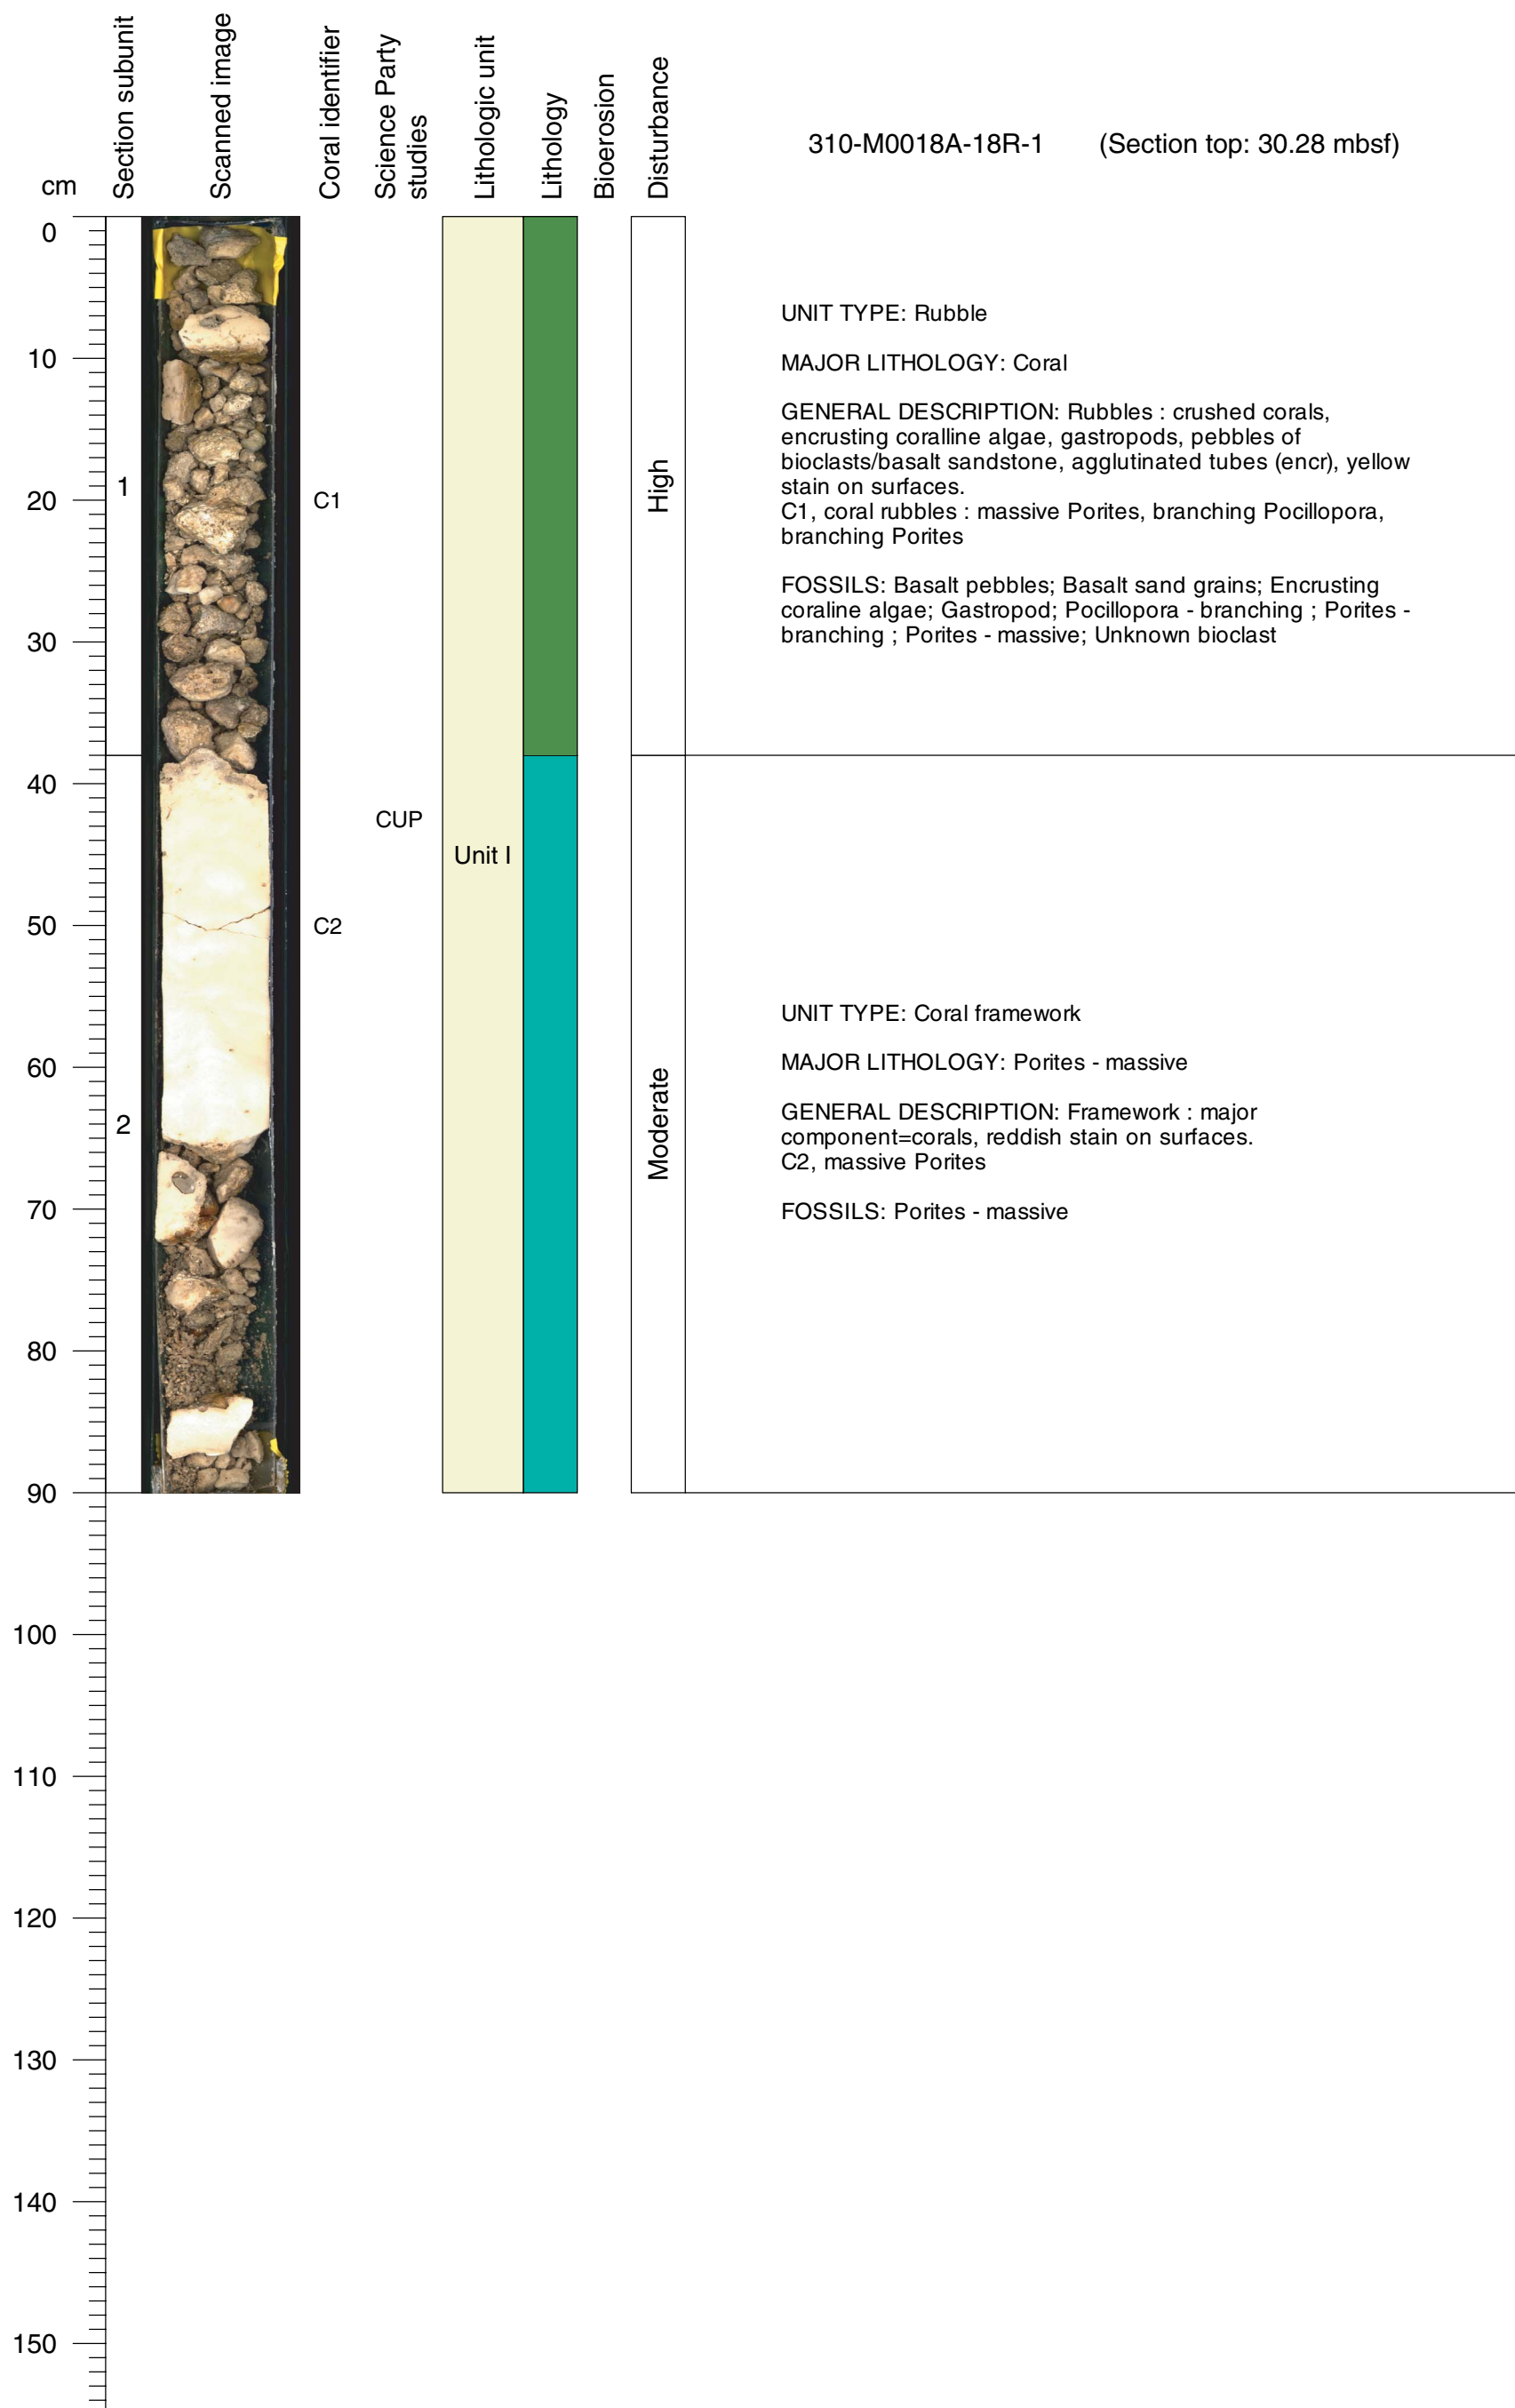 cm
Section subunit
Scanned image
Coral identifier
Science Party
studies
Lithologic unit
Lithology
Bioerosion
Disturbance
310-M0018A-18R-1 (Section top: 30.28 mbsf)
0
10
20
30
40
50
60
70
80
90
100
110
120
130
140
150
1
2
C1
C2
CUP
Unit I
High
Moderate
UNIT TYPE: Rubble
MAJOR LITHOLOGY: Coral
GENERAL DESCRIPTION: Rubbles : crushed corals,
encrusting coralline algae, gastropods, pebbles of
bioclasts/basalt sandstone, agglutinated tubes (encr), yellow
stain on surfaces.
C1, coral rubbles : massive Porites, branching Pocillopora,
branching Porites
FOSSILS: Basalt pebbles; Basalt sand grains; Encrusting
coraline algae; Gastropod; Pocillopora - branching ; Porites -
branching ; Porites - massive; Unknown bioclast
UNIT TYPE: Coral framework
MAJOR LITHOLOGY: Porites - massive
GENERAL DESCRIPTION: Framework : major
component=corals, reddish stain on surfaces.
C2, massive Porites
FOSSILS: Porites - massive